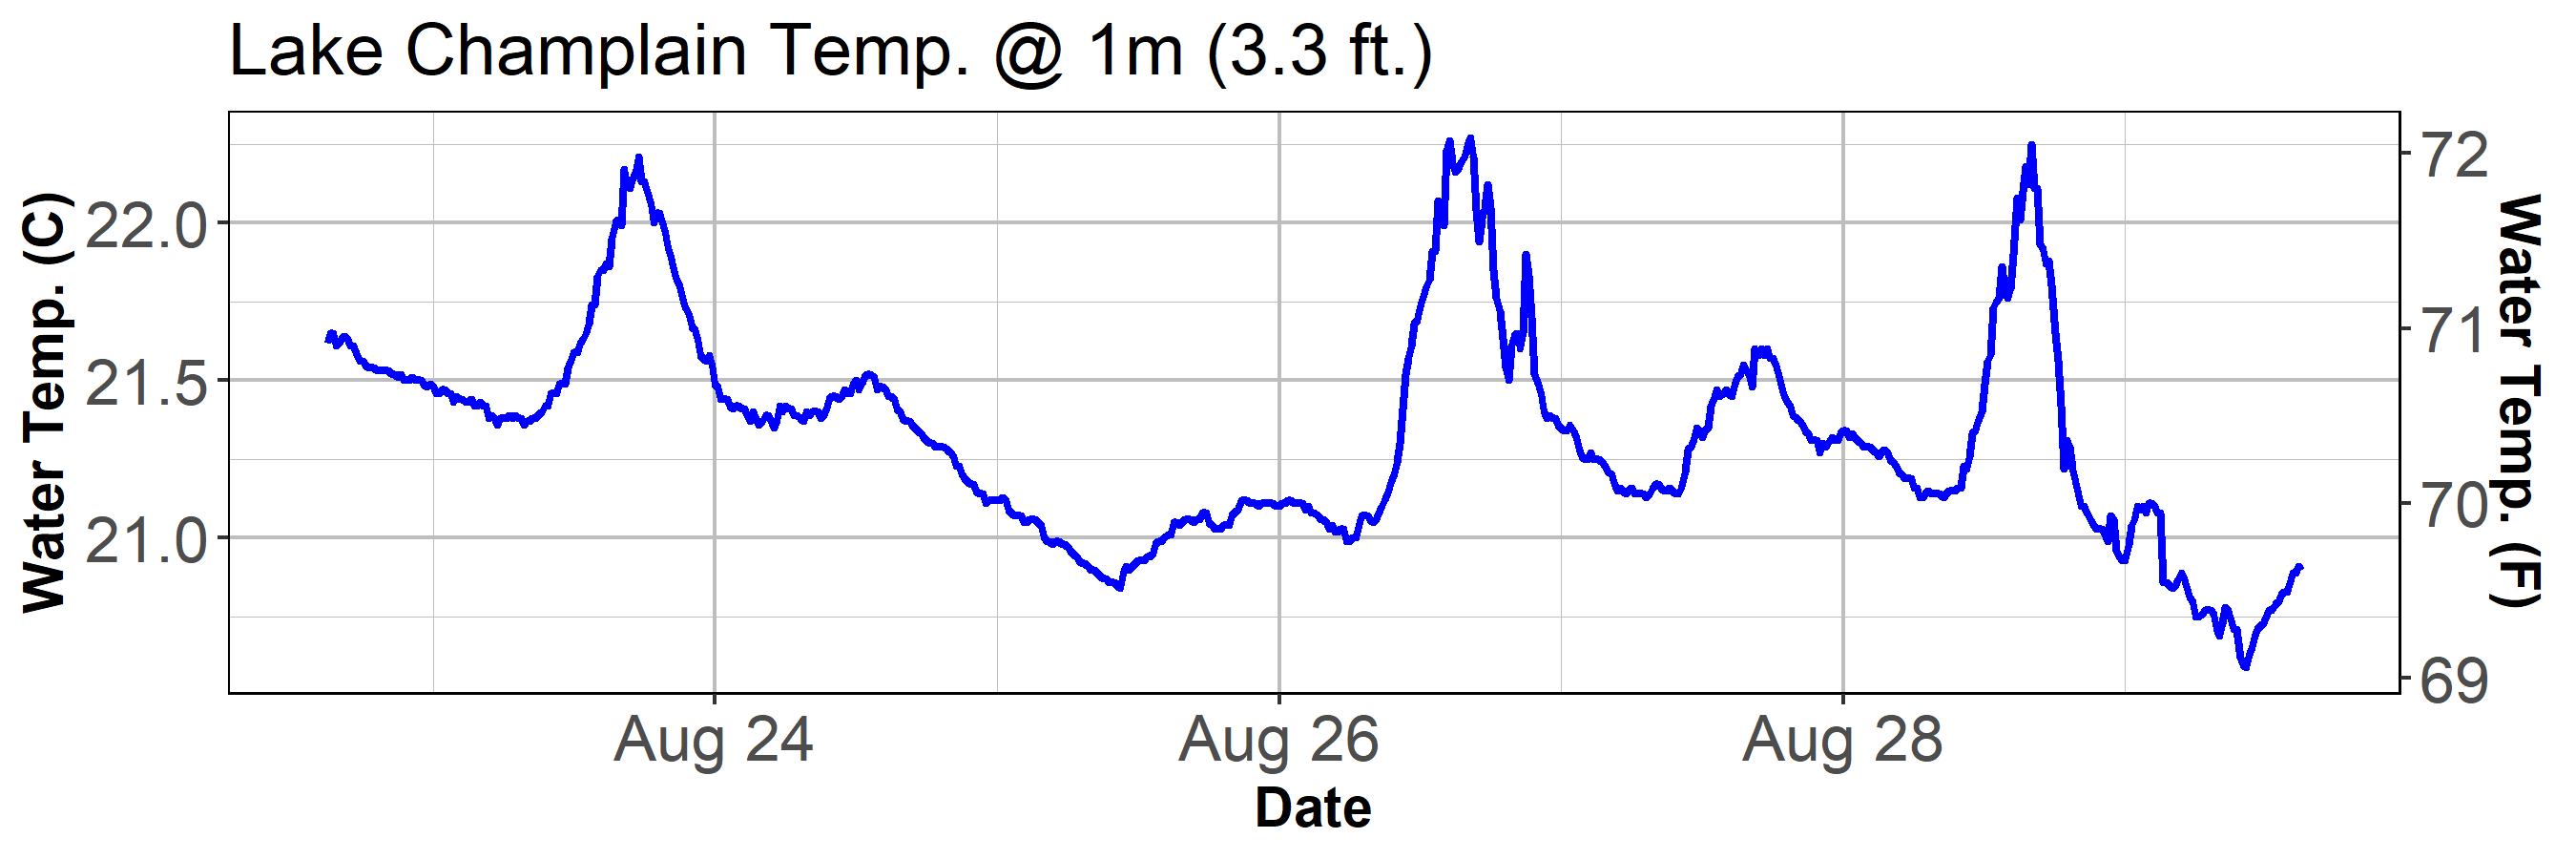 Lake Champlain Temp. @ 1m (3.3 ft.)
Water Temp. (C)
22.0
21.5
21.0
72
71
70
69
Water Temp. (F)
Aug 24
Aug 26
Aug 28
Date